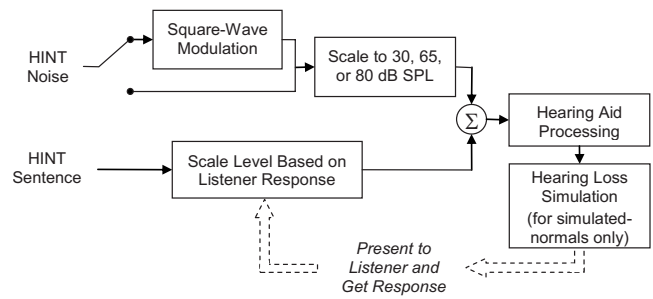 Square-Wave
Modulation
HINT
Noise
Scale to 30, 65,
or 80 dB SPL
Σ
Hearing Aid
Processing
HINT
Sentence
Scale Level Based on
Listener Response
Hearing Loss
Simulation
(for simulated-
normals only)
Present to
Listener and
Get Response